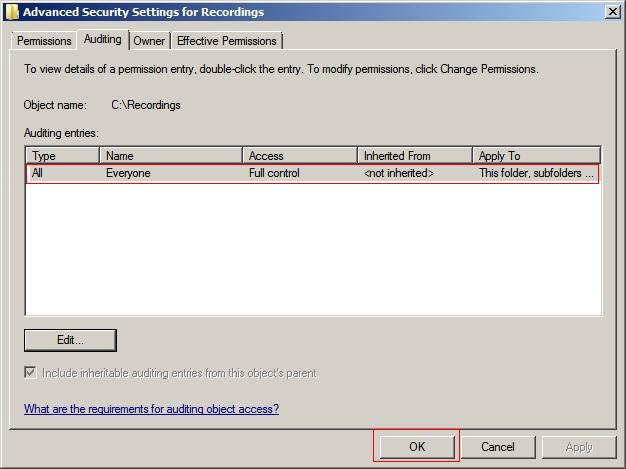 Advanced Security Settings for Recordings
Permissions Auditing Owner Effective Permissions
To view details of a permission entry, double-click the entry. To modify permissions, click Change Permissions.
Object name: C:\Recordings
Auditing entries:
Type Name Access Inherited From Apply To
All Everyone Full control <not inherited> This folder, subfolders ...
Edit...
Include inheritable auditing entries from this object's parent
What are the requirements for auditing object access?
OK Cancel Apply